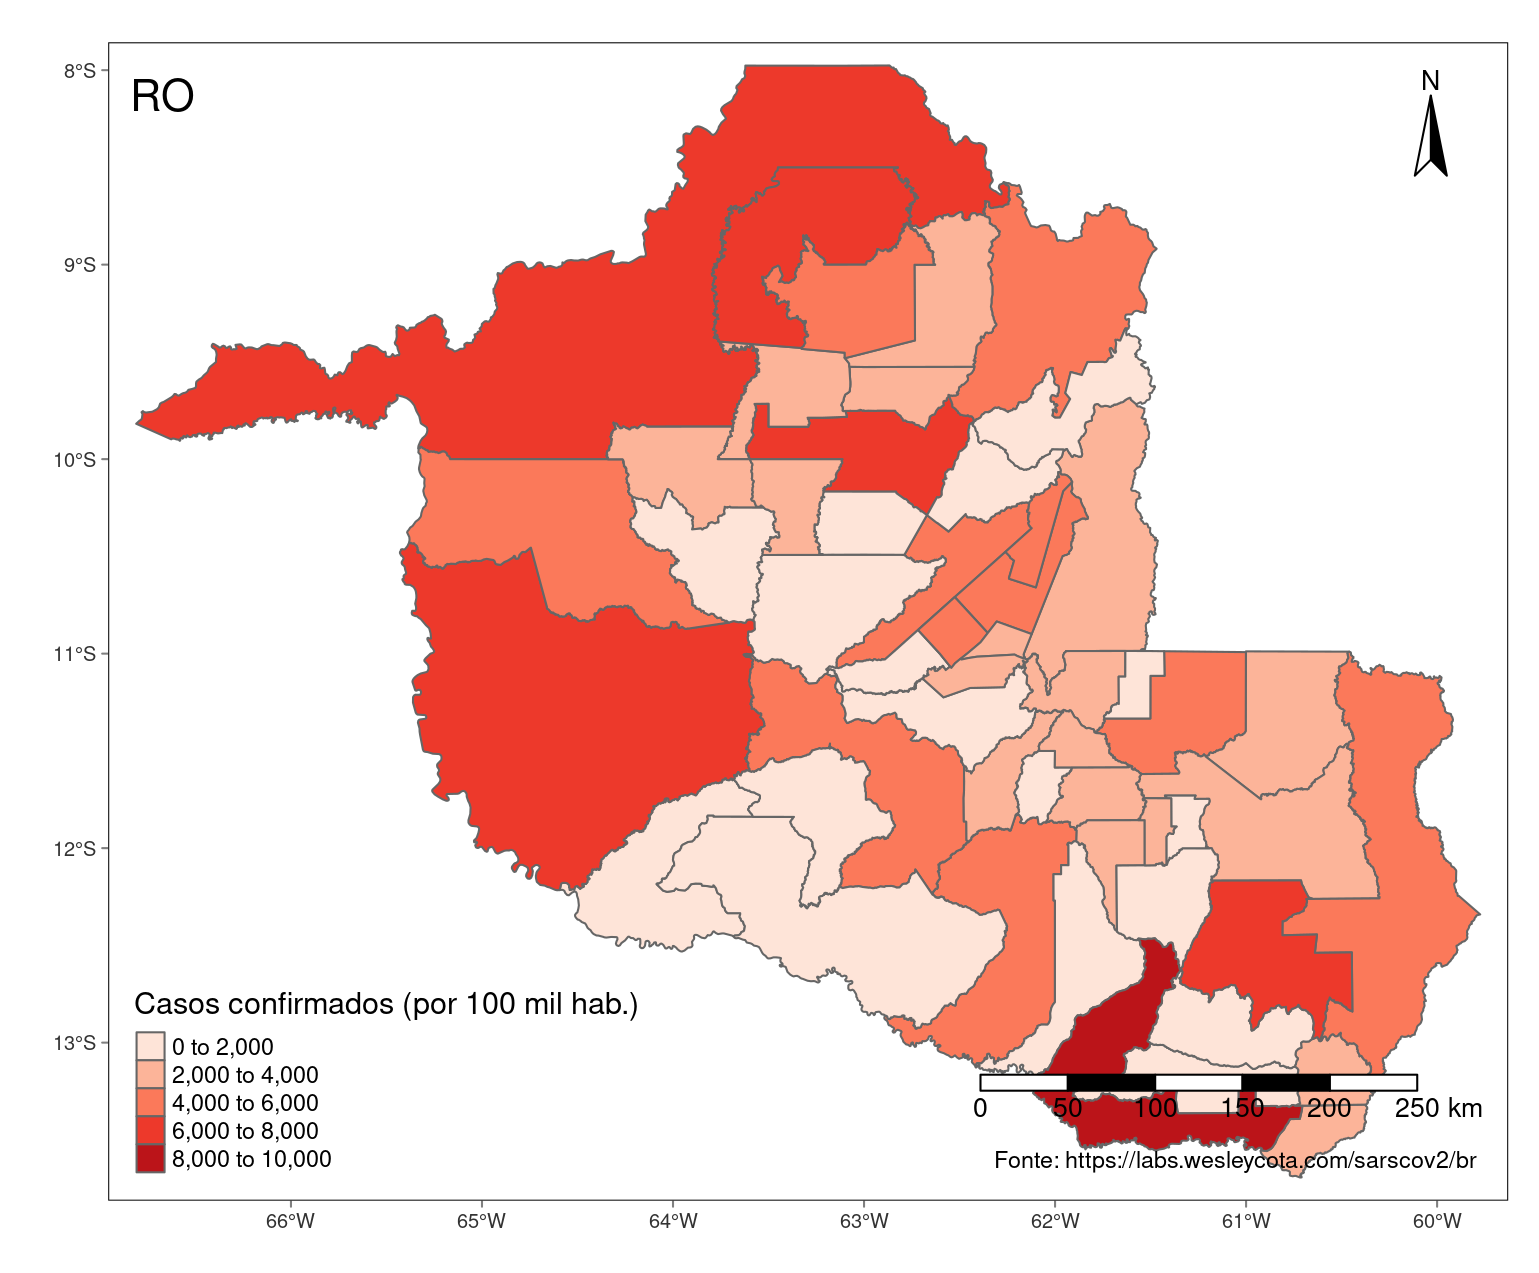 RO
N
8°S
9°S
10°S
11°S
12°S
13°S
Casos confirmados (por 100 mil hab.)
0 to 2,000
2,000 to 4,000
4,000 to 6,000
6,000 to 8,000
8,000 to 10,000
0 50 100 150 200 250 km
Fonte: https://labs.wesleycota.com/sarscov2/br
66°W 65°W 64°W 63°W 62°W 61°W 60°W